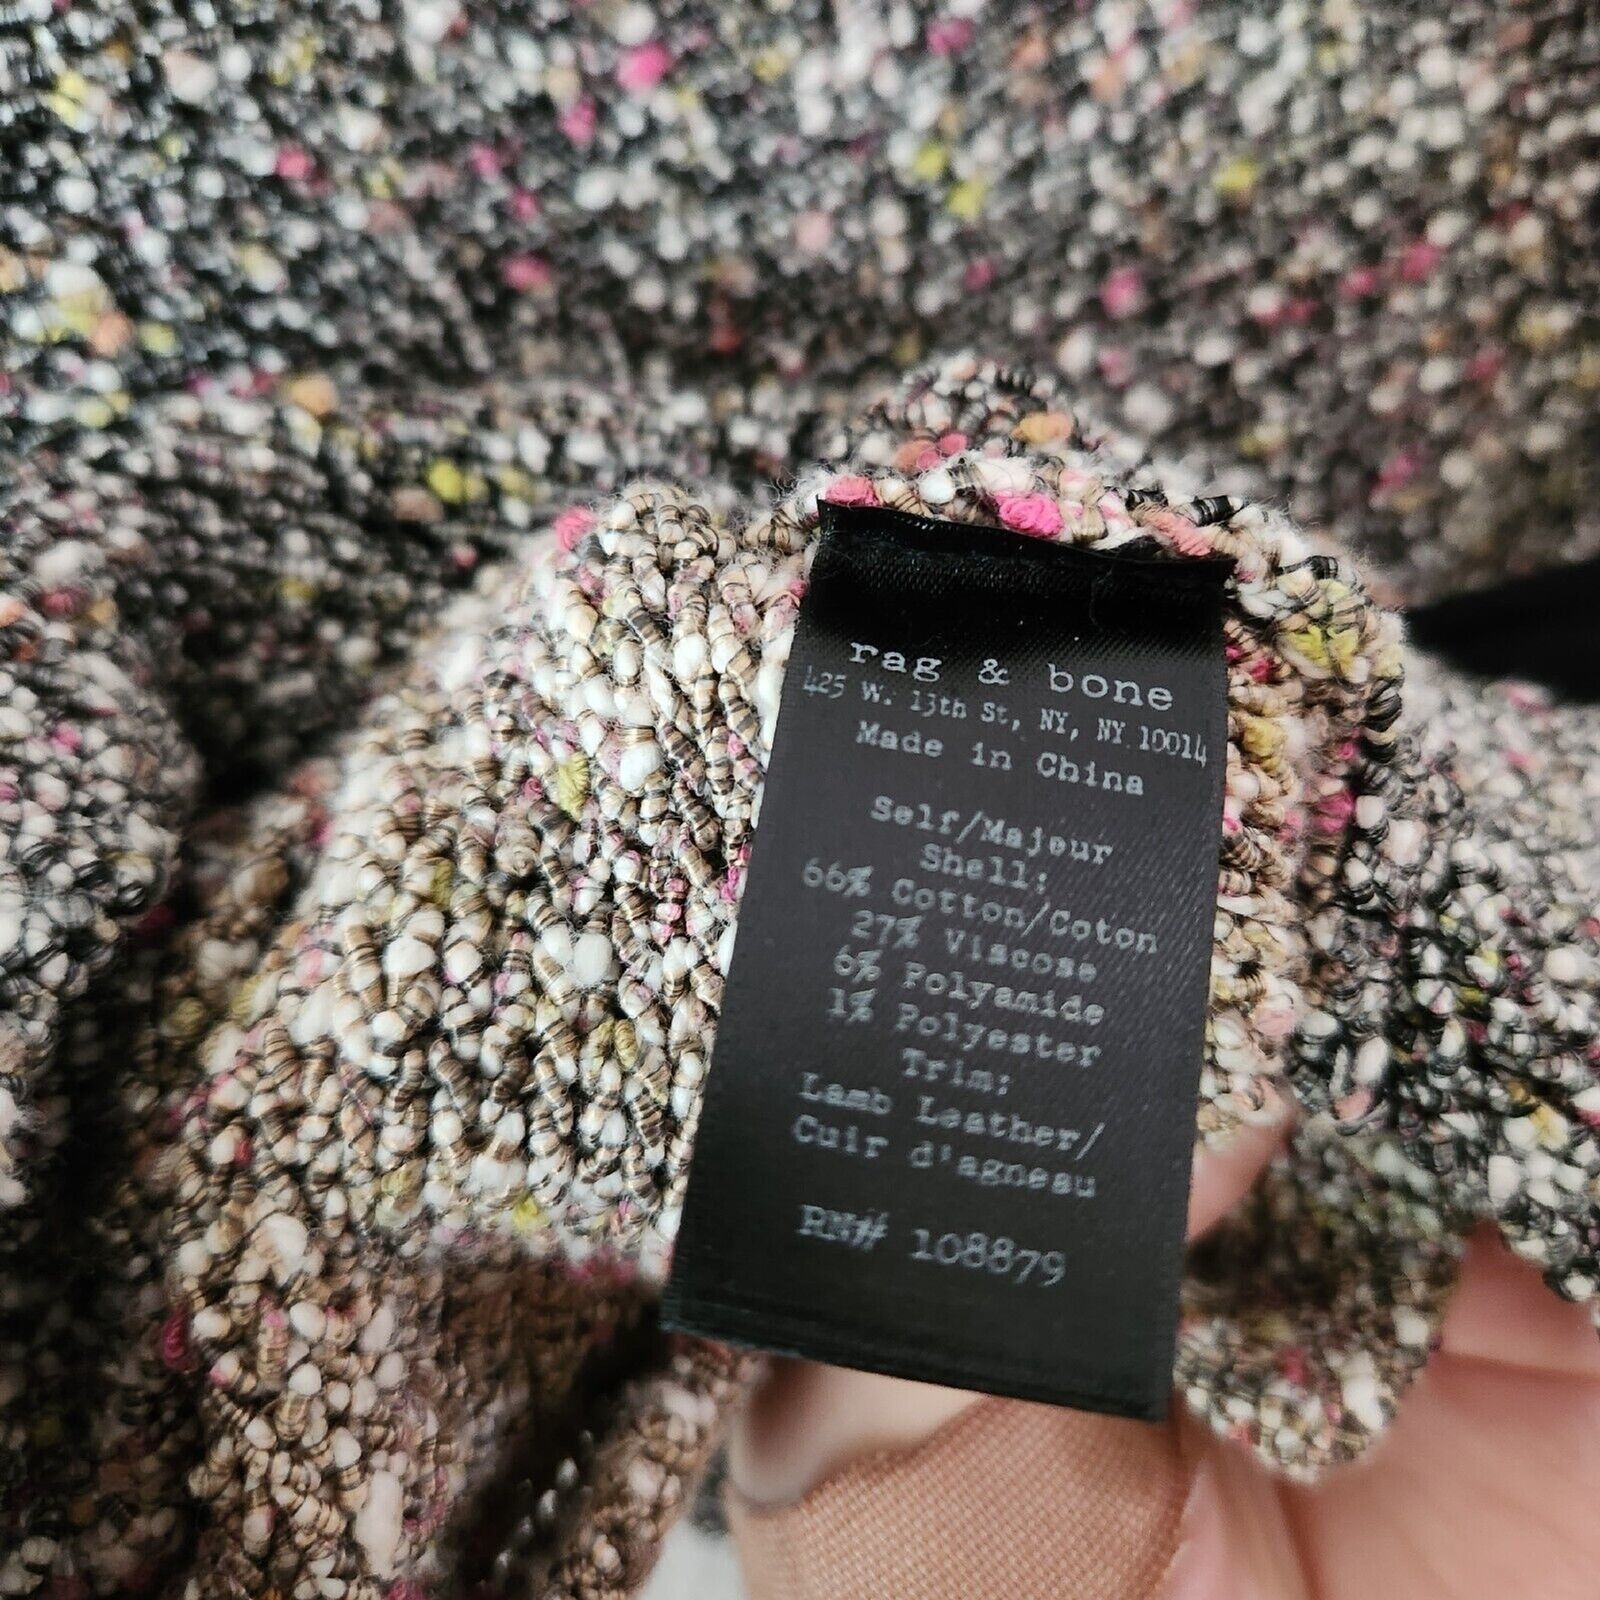 rag & bone
425 W. 13th St, NY, NY 10014
Made in China
Self/Majeur
Shell:
66% Cotton/Coton
27% Viscose
6% Polyamide
1% Polyester
Trim:
Lamb Leather/
Cuir d'agneau
RN# 108879